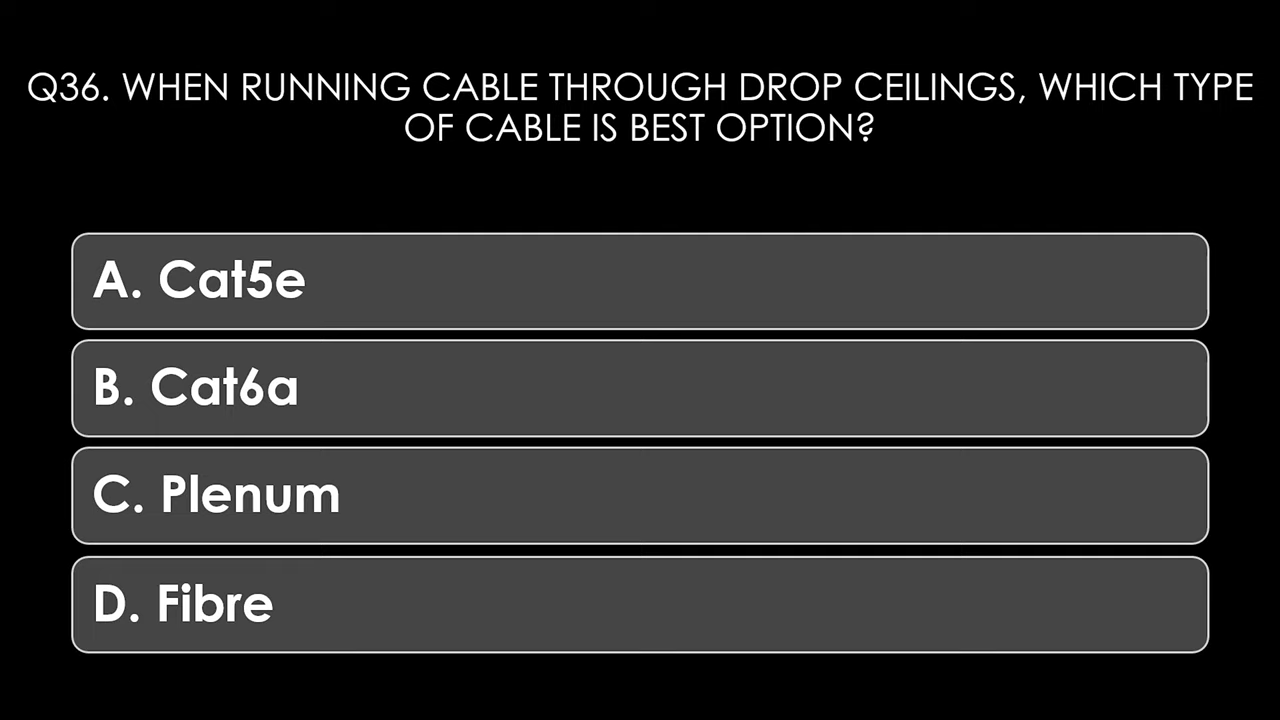 Q36. WHEN RUNNING CABLE THROUGH DROP CEILINGS, WHICH TYPE
OF CABLE IS BEST OPTION?
A. Cat5e
B. Cat6a
C. Plenum
D. Fibre